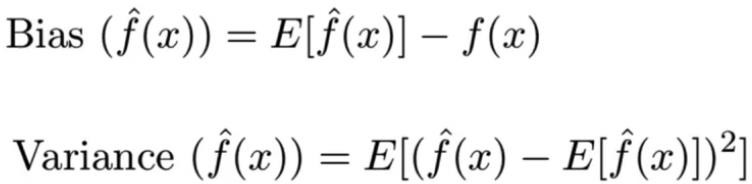 Bias (f̂(x)) = E[f̂(x)] − f(x)
Variance (f̂(x)) = E[(f̂(x) − E[f̂(x)])²]